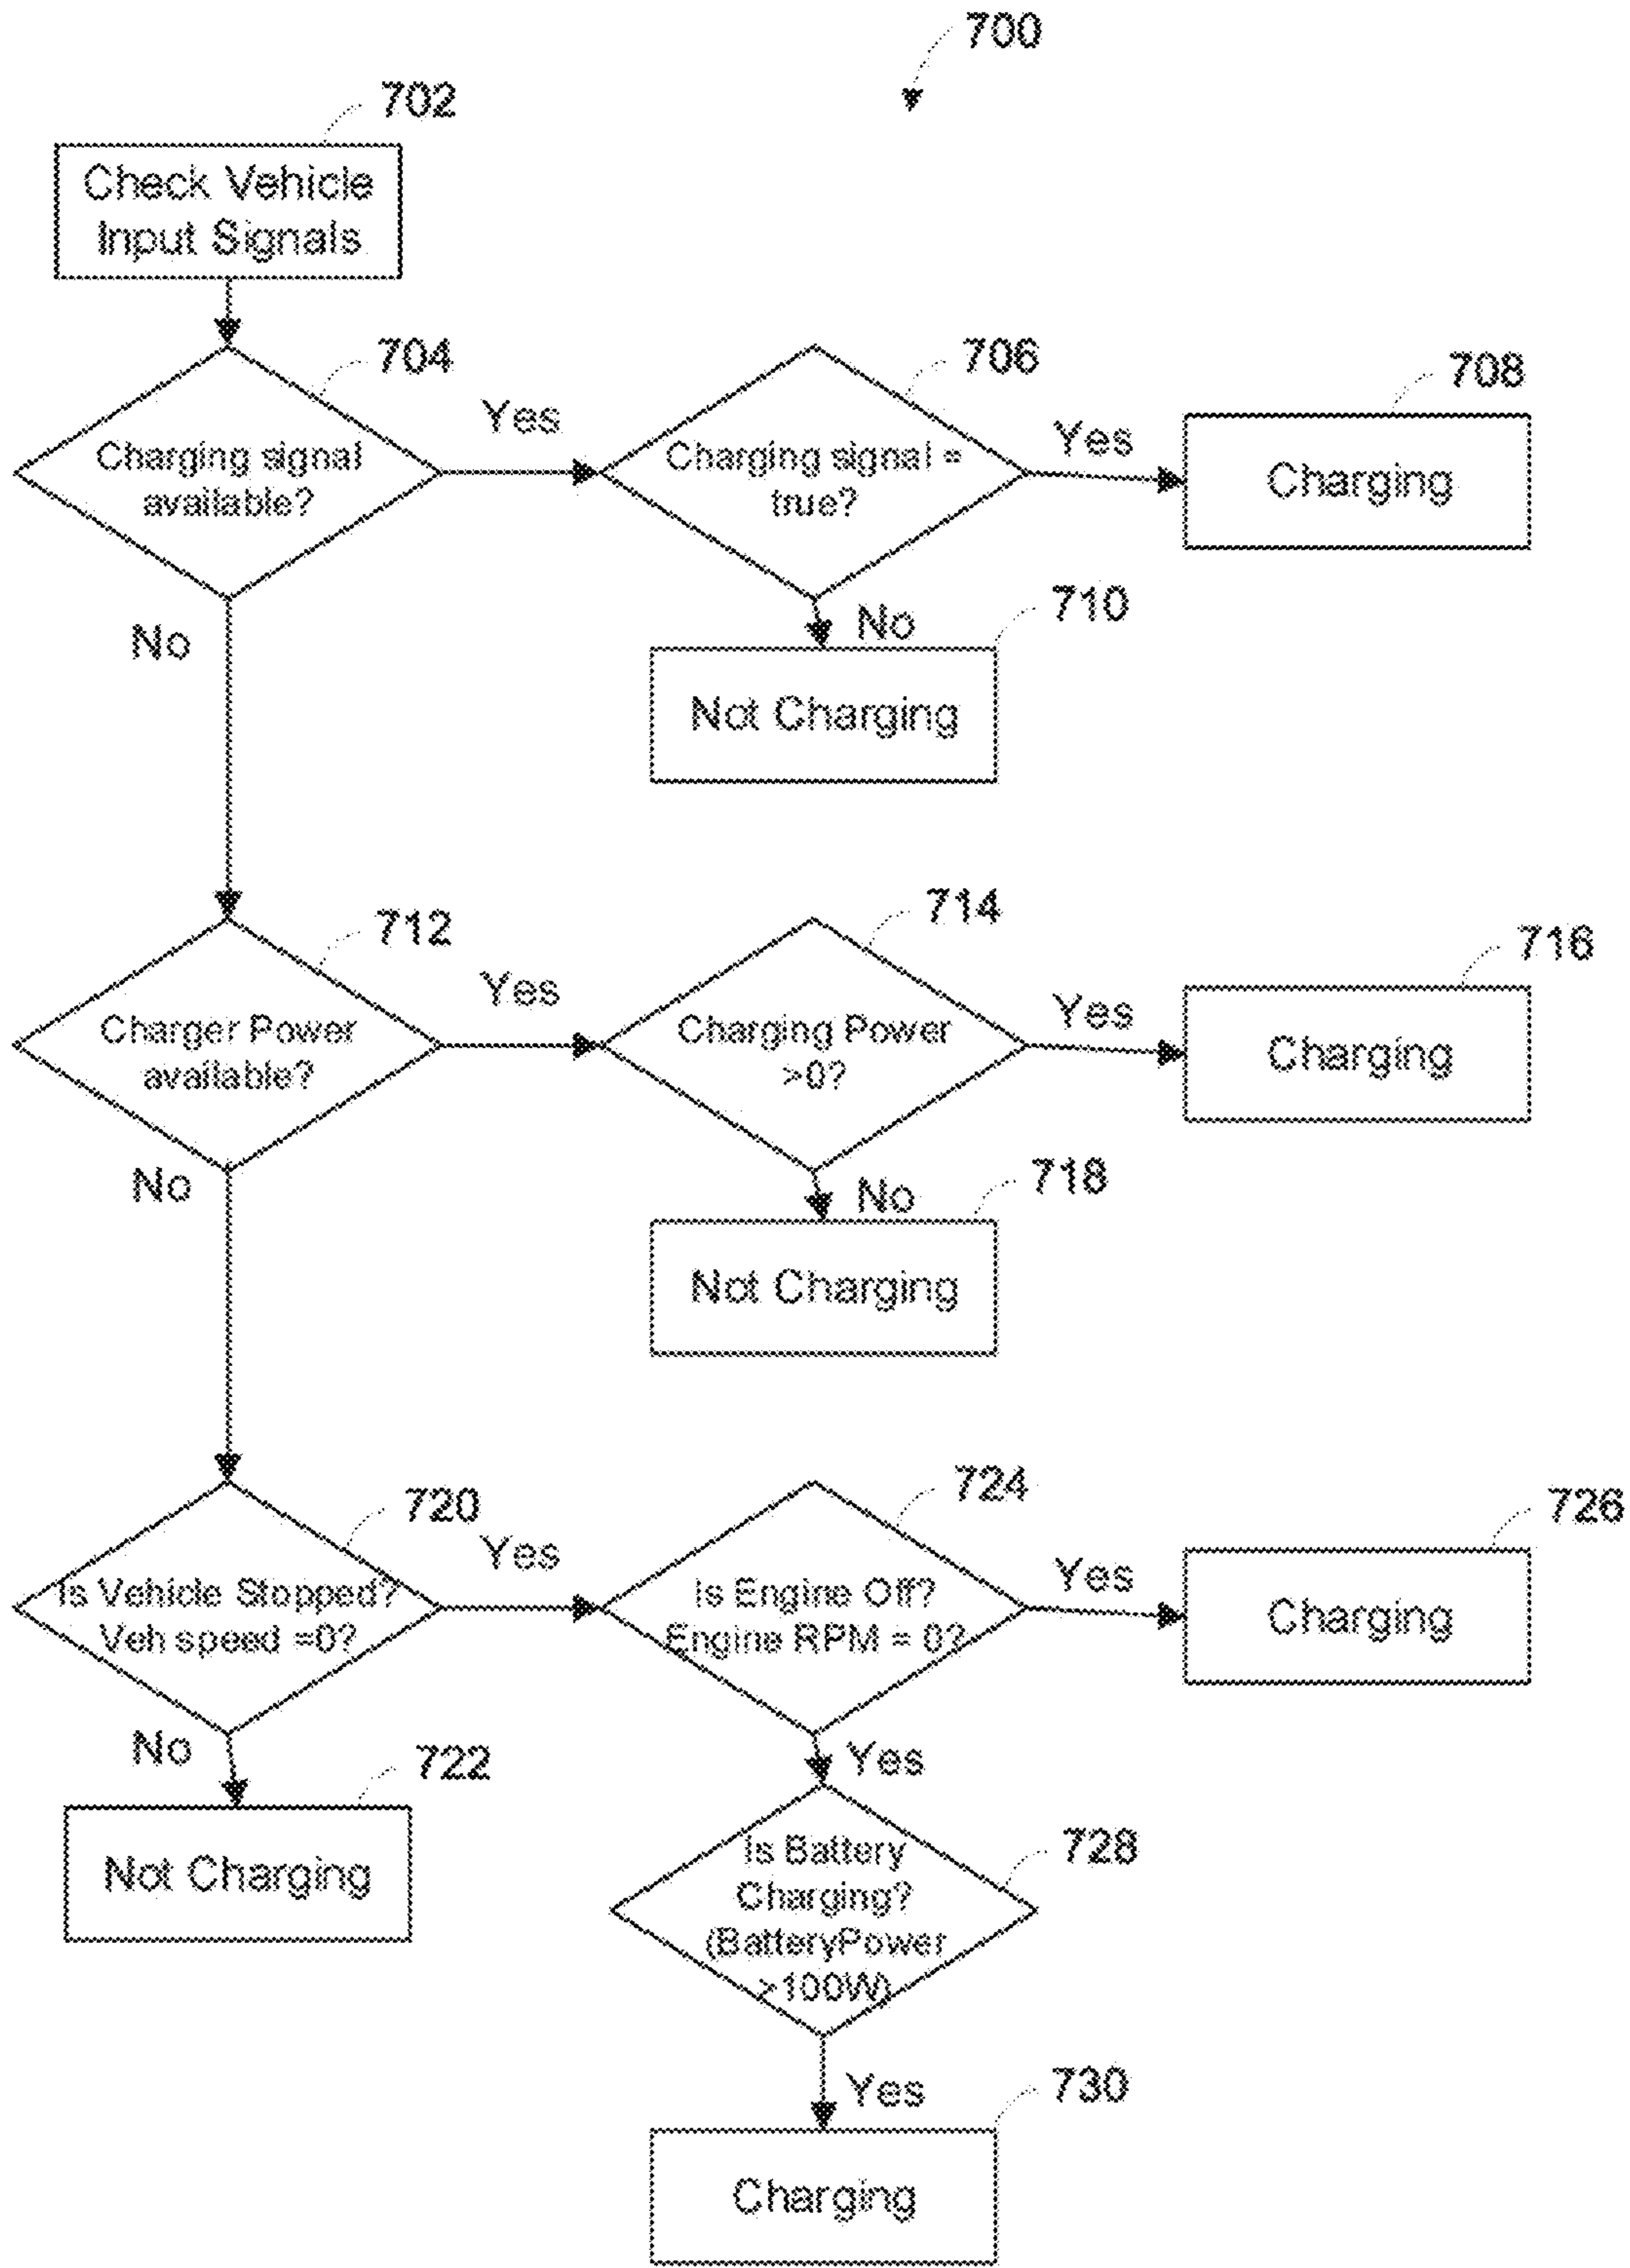 700
702
Check Vehicle
Input Signals
704
Charging signal
available?
Yes
706
Charging signal =
true?
Yes
708
Charging
No
710
Not Charging
No
712
Charger Power
available?
Yes
714
Charging Power
>0?
Yes
716
Charging
No
718
Not Charging
No
720
Is Vehicle Stopped?
Veh speed =0?
Yes
724
Is Engine Off?
Engine RPM = 0?
Yes
726
Charging
No
722
Not Charging
Yes
728
Is Battery
Charging?
(BatteryPower
>100W)
Yes
730
Charging